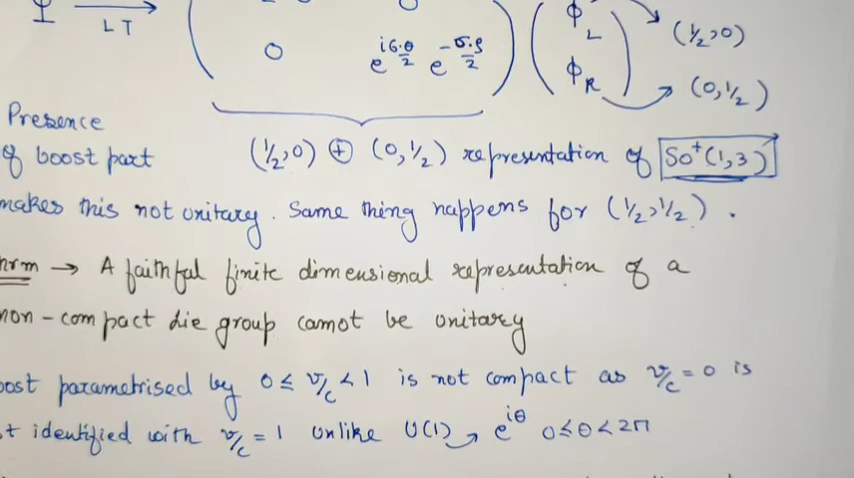 LT
0 e^{iσ·θ/2} e^{-σ·ρ/2} Φ_L Φ_R (1/2,0)
(0,1/2)
Presence
of boost part (1/2,0) ⊕ (0,1/2) representation of SO⁺(1,3)
makes this not unitary. Same thing happens for (1/2,1/2).
→ A faithful finite dimensional representation of a
non-compact Lie group cannot be unitary
parametrised by 0 ≤ v/c < 1 is not compact as v/c = 0 is
identified with v/c = 1 unlike U(1) → e^{iθ} 0≤θ<2π